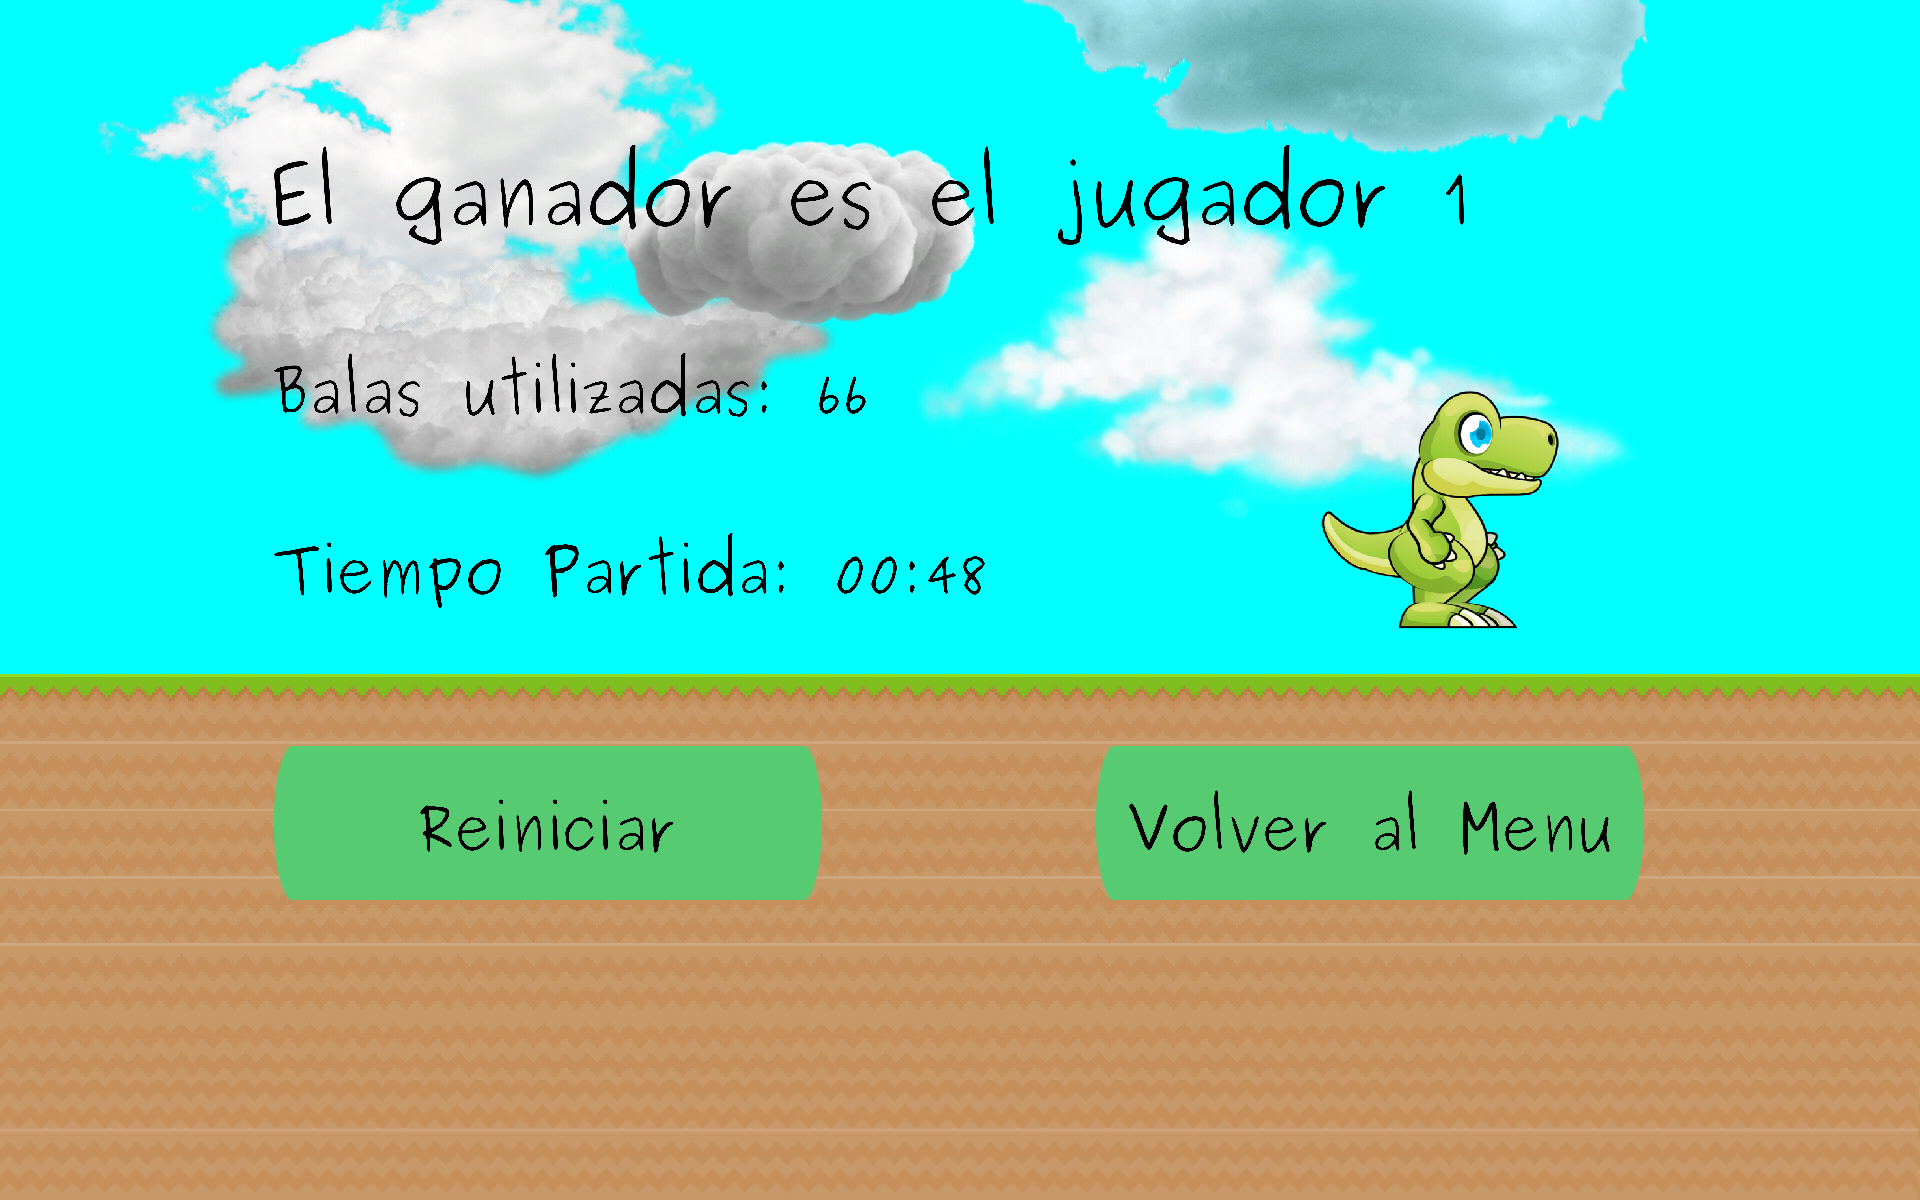 El ganador es el jugador 1
Balas utilizadas: 66
Tiempo Partida: 00:48
Reiniciar
Volver al Menu